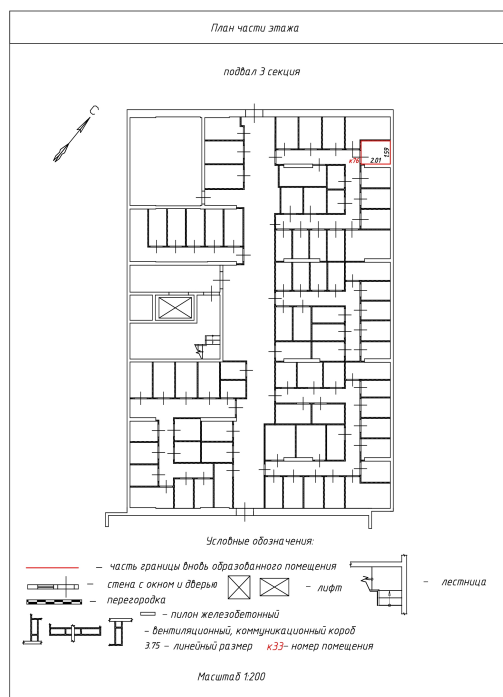 План части этажа
подвал 3 секция
С
к76
2.01
1.59
Условные обозначения:
– часть границы вновь образованного помещения
– стена с окном и дверью
– лифт
– лестница
– перегородка
– пилон железобетонный
– вентиляционный, коммуникационный короб
3.75 – линейный размер к33– номер помещения
Масштаб 1:200